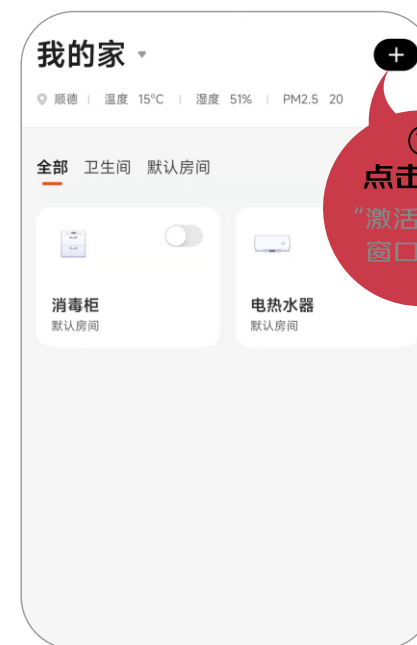 我的家
+
顺德 | 温度 15°C | 湿度 51% | PM2.5 20
全部 卫生间 默认房间
点击
“激活
窗口
消毒柜
默认房间
电热水器
默认房间